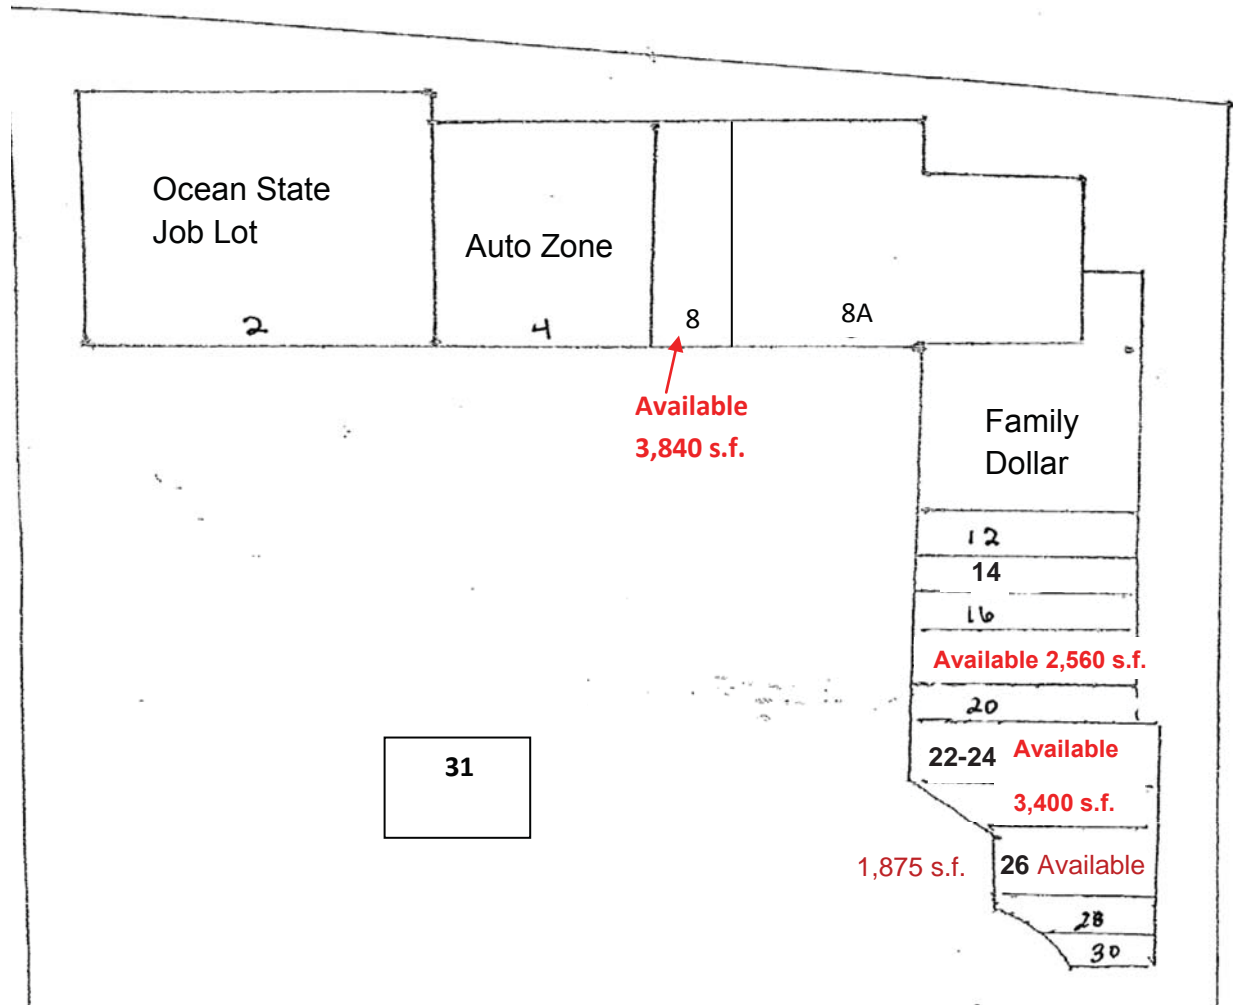 Ocean State
Job Lot
2
Auto Zone
4
8
8A
Available
3,840 s.f.
Family
Dollar
12
14
16
Available 2,560 s.f.
20
22-24 Available
3,400 s.f.
31
1,875 s.f. 26 Available
28
30